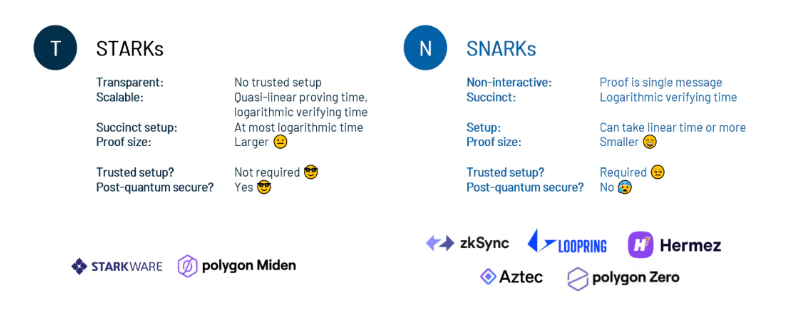 T STARKs
Transparent: No trusted setup
Scalable: Quasi-linear proving time,
logarithmic verifying time
Succinct setup: At most logarithmic time
Proof size: Larger 😐
Trusted setup? Not required 😎
Post-quantum secure? Yes 😎
STARKWARE polygon Miden
N SNARKs
Non-interactive: Proof is single message
Succinct: Logarithmic verifying time
Setup: Can take linear time or more
Proof size: Smaller 😄
Trusted setup? Required 😞
Post-quantum secure? No 😰
zkSync LOOPRING H Hermez
Aztec polygon Zero